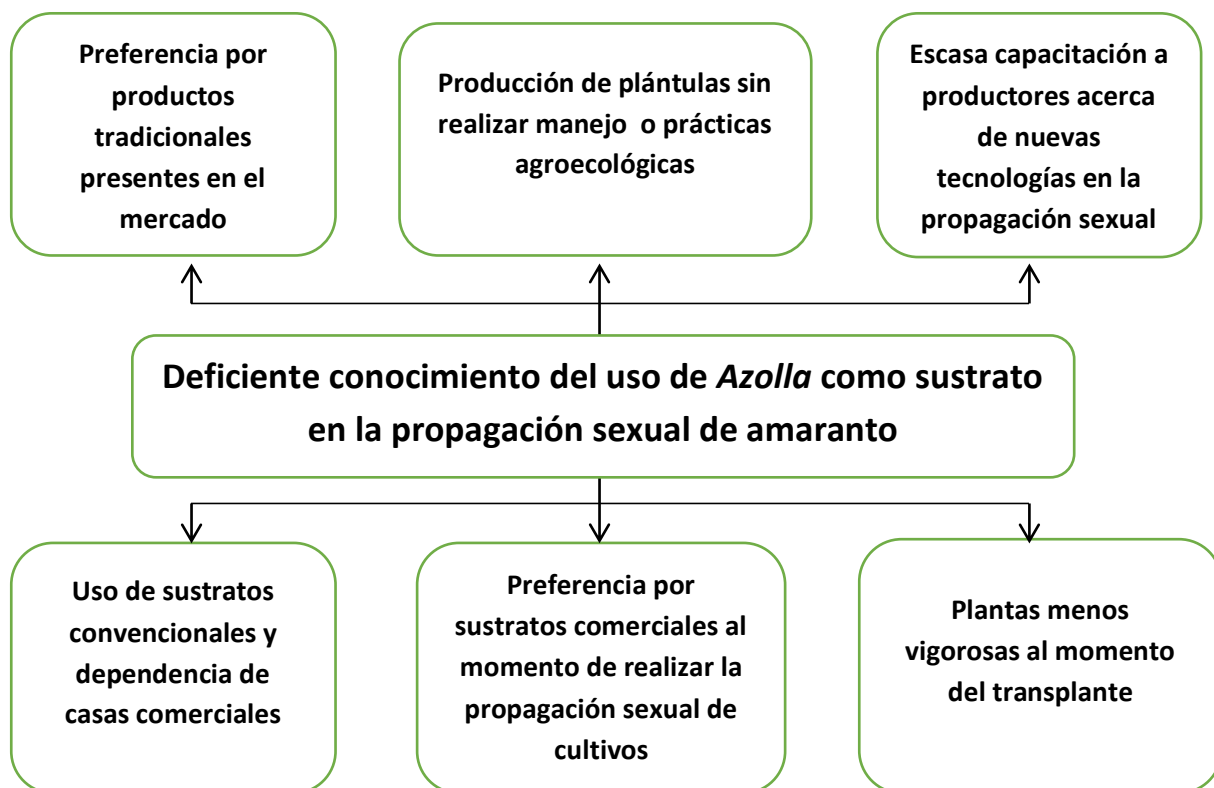 Preferencia por
productos
tradicionales
presentes en el
mercado
Producción de plántulas sin
realizar manejo o prácticas
agroecológicas
Escasa capacitación a
productores acerca
de nuevas
tecnologías en la
propagación sexual
Deficiente conocimiento del uso de Azolla como sustrato
en la propagación sexual de amaranto
Uso de sustratos
convencionales y
dependencia de
casas comerciales
Preferencia por
sustratos comerciales al
momento de realizar la
propagación sexual de
cultivos
Plantas menos
vigorosas al momento
del transplante